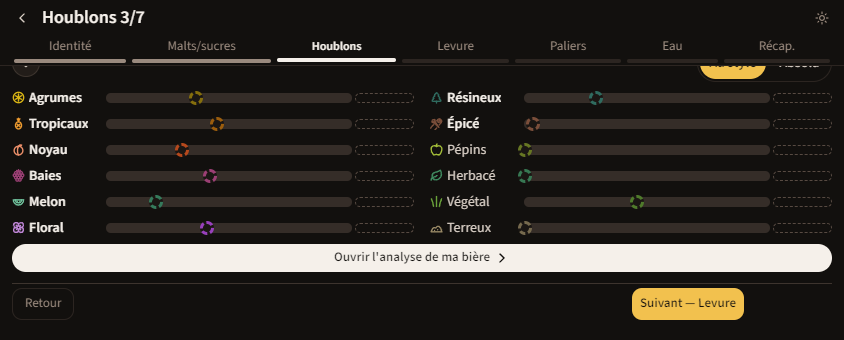 Houblons 3/7
Identité
Malts/sucres
Houblons
Levure
Paliers
Eau
Récap.
Agrumes
Résineux
Tropicaux
Épicé
Noyau
Pépins
Baies
Herbacé
Melon
Végétal
Floral
Terreux
Ouvrir l'analyse de ma bière
Retour
Suivant — Levure